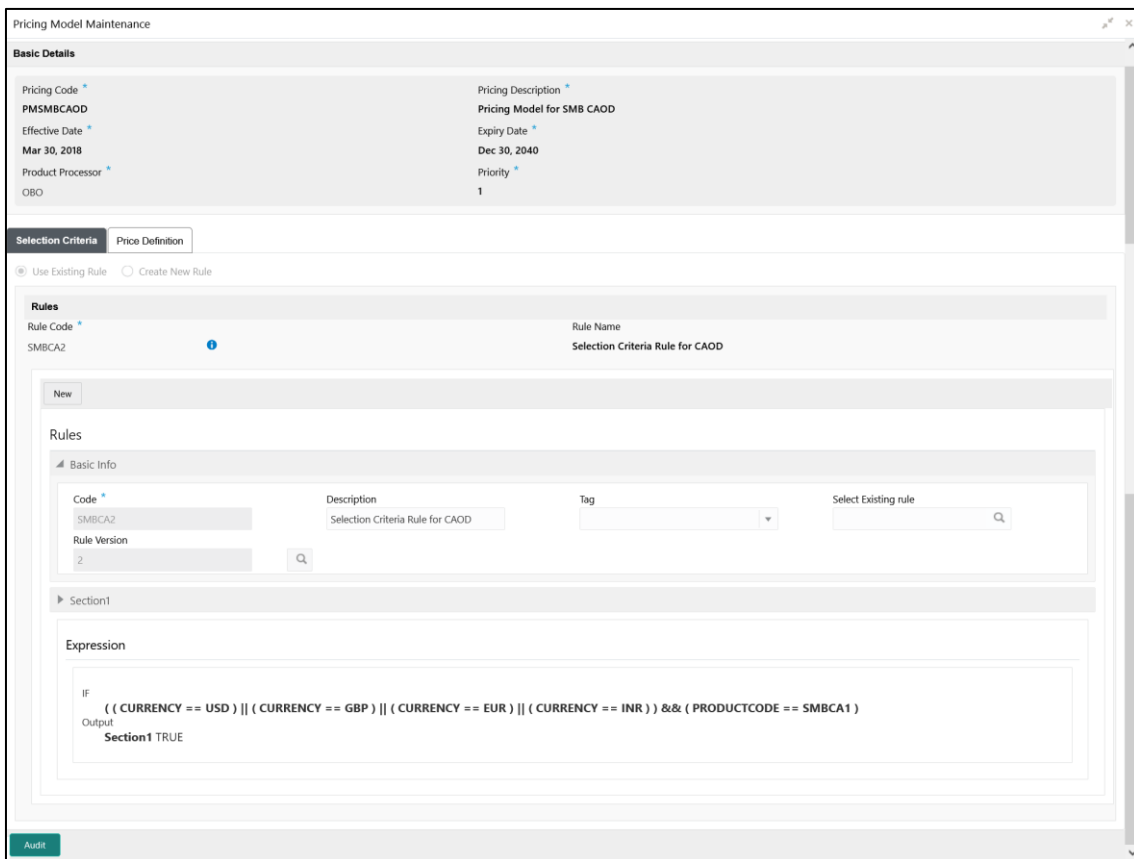 Pricing Model Maintenance
Basic Details
Pricing Code * Pricing Description *
PMSMBCAOD Pricing Model for SMB CAOD
Effective Date * Expiry Date *
Mar 30, 2018 Dec 30, 2040
Product Processor * Priority *
OBO 1
Selection Criteria Price Definition
Use Existing Rule Create New Rule
Rules
Rule Code * Rule Name
SMBCA2 Selection Criteria Rule for CAOD
New
Rules
Basic Info
Code * Description Tag Select Existing rule
SMBCA2 Selection Criteria Rule for CAOD
Rule Version
2
Section1
Expression
IF
( ( CURRENCY == USD ) || ( CURRENCY == GBP ) || ( CURRENCY == EUR ) || ( CURRENCY == INR ) ) && ( PRODUCTCODE == SMBCA1 )
Output
Section1 TRUE
Audit